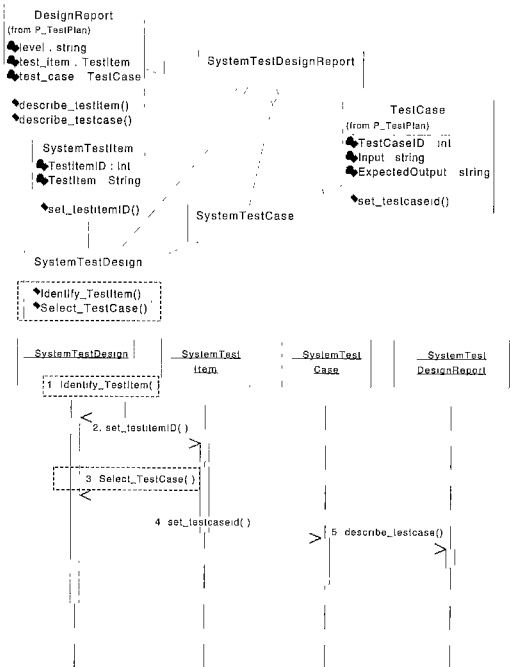 DesignReport
(from P_TestPlan)
level . string
test_item . TestItem
test_case TestCase
describe_testitem()
describe_testcase()
SystemTestDesignReport
TestCase
(from P_TestPlan)
TestCaseID int
Input string
ExpectedOutput string
set_testcaseid()
SystemTestItem
TestItemID : Int
TestItem String
set_testitemID()
SystemTestCase
SystemTestDesign
Identify_TestItem()
Select_TestCase()
SystemTestDesign
SystemTest
Item
SystemTest
Case
SystemTest
DesignReport
1 Identify_TestItem( )
2. set_testitemID( )
3 Select_TestCase( )
4 set_testcaseid( )
5 describe_testcase()